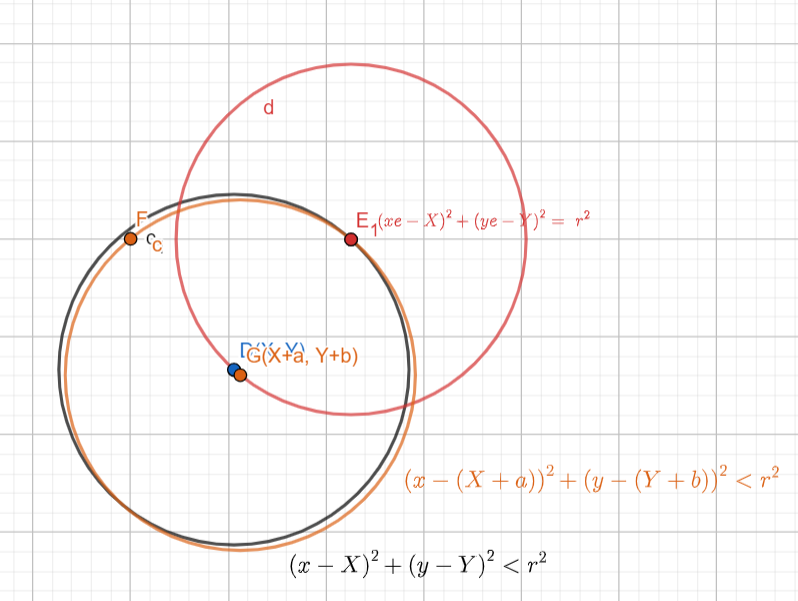 d
F
E₁(xe − X)² + (ye − Y)² = r²
c
c
G(X+a, Y+b)
(x − (X + a))² + (y − (Y + b))² < r²
(x − X)² + (y − Y)² < r²